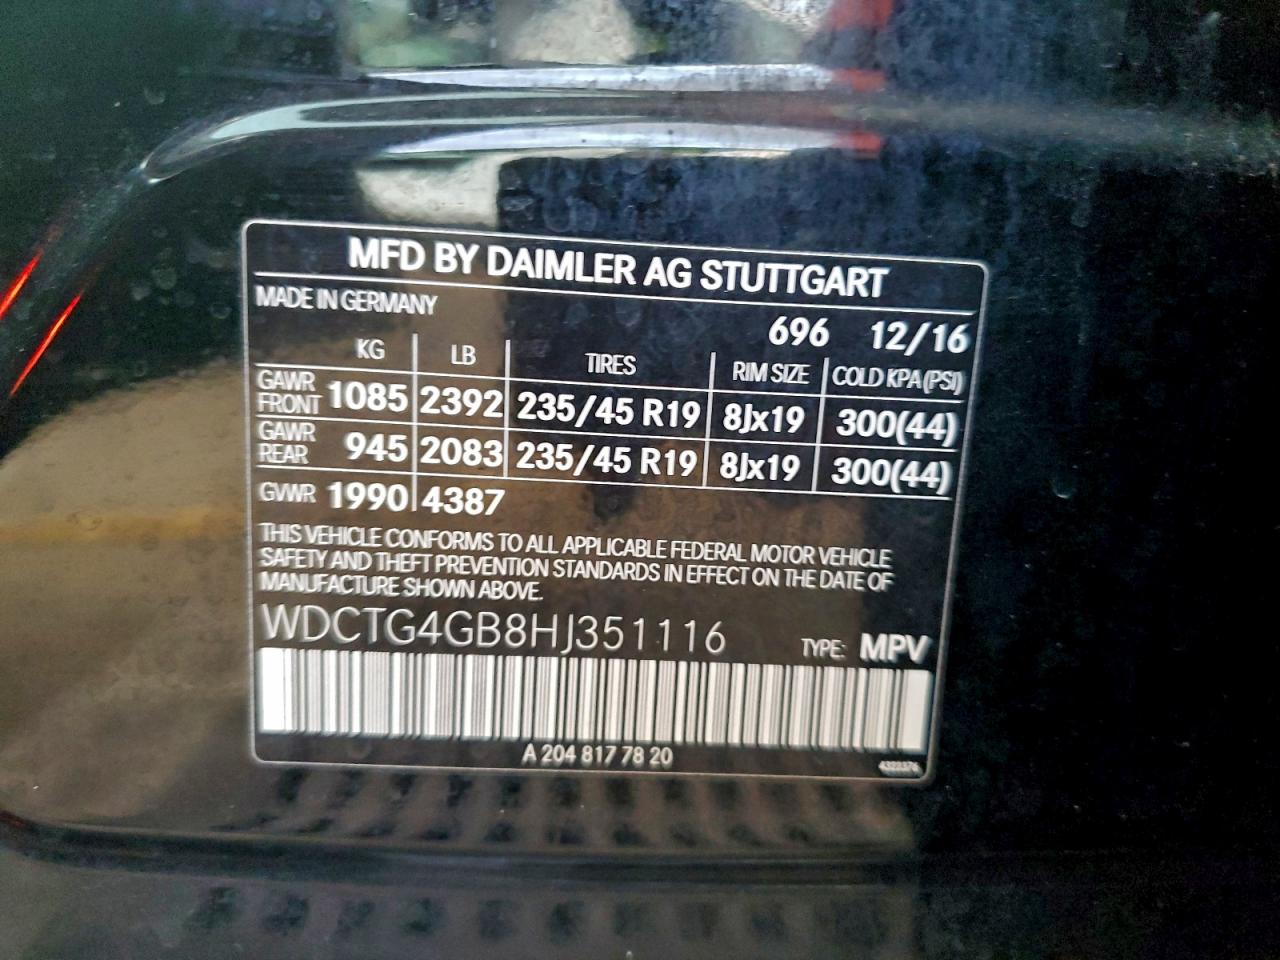 MFD BY DAIMLER AG STUTTGART
MADE IN GERMANY
696 12/16
KG LB TIRES RIM SIZE COLD KPA (PSI)
GAWR FRONT 1085 2392 235/45 R19 8Jx19 300(44)
GAWR REAR 945 2083 235/45 R19 8Jx19 300(44)
GVWR 1990 4387
THIS VEHICLE CONFORMS TO ALL APPLICABLE FEDERAL MOTOR VEHICLE
SAFETY AND THEFT PREVENTION STANDARDS IN EFFECT ON THE DATE OF
MANUFACTURE SHOWN ABOVE.
WDCTG4GB8HJ351116 TYPE: MPV
A 204 817 78 20